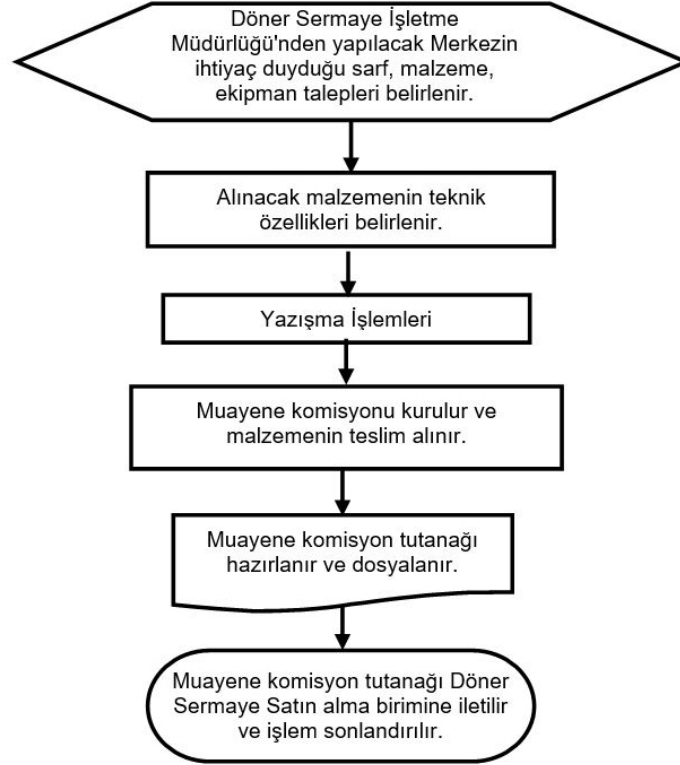 Döner Sermaye İşletme
Müdürlüğü'nden yapılacak Merkezin
ihtiyaç duyduğu sarf, malzeme,
ekipman talepleri belirlenir.
Alınacak malzemenin teknik
özellikleri belirlenir.
Yazışma İşlemleri
Muayene komisyonu kurulur ve
malzemenin teslim alınır.
Muayene komisyon tutanağı
hazırlanır ve dosyalanır.
Muayene komisyon tutanağı Döner
Sermaye Satın alma birimine iletilir
ve işlem sonlandırılır.